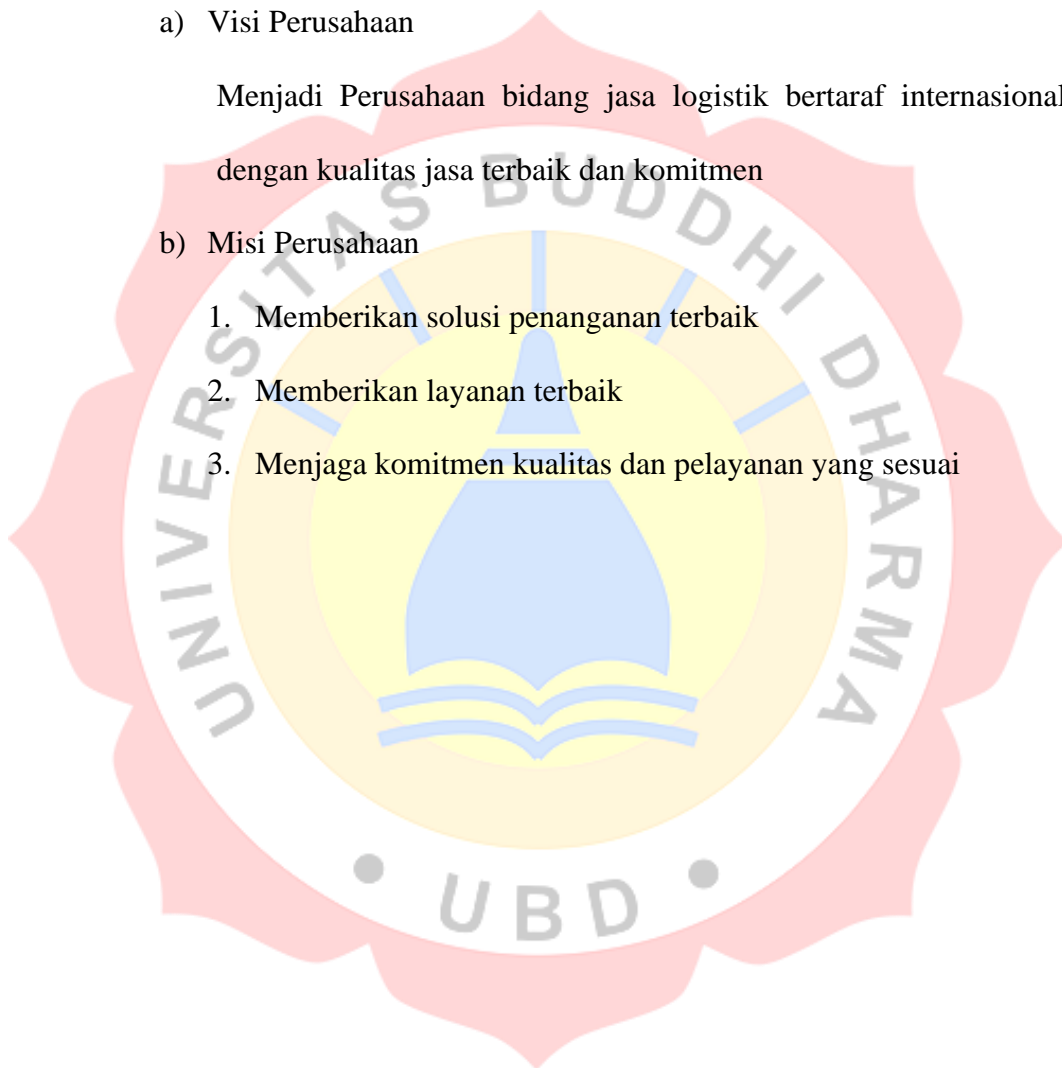 a) Visi Perusahaan
Menjadi Perusahaan bidang jasa logistik bertaraf internasional
dengan kualitas jasa terbaik dan komitmen
b) Misi Perusahaan
1. Memberikan solusi penanganan terbaik
2. Memberikan layanan terbaik
3. Menjaga komitmen kualitas dan pelayanan yang sesuai
UNIVERSITAS BUDDHI DHARMA
• UBD •